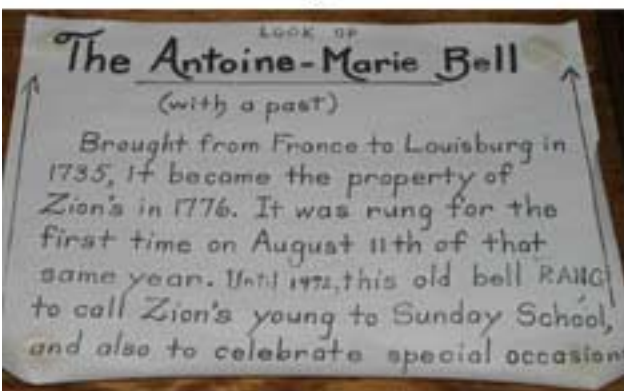 LOOK UP
The Antoine-Marie Bell
(with a past)
Brought from France to Louisburg in
1735, it became the property of
Zion's in 1776. It was rung for the
first time on August 11th of that
same year. Until 1972, this old bell RANG
to call Zion's young to Sunday School,
and also to celebrate special occasion